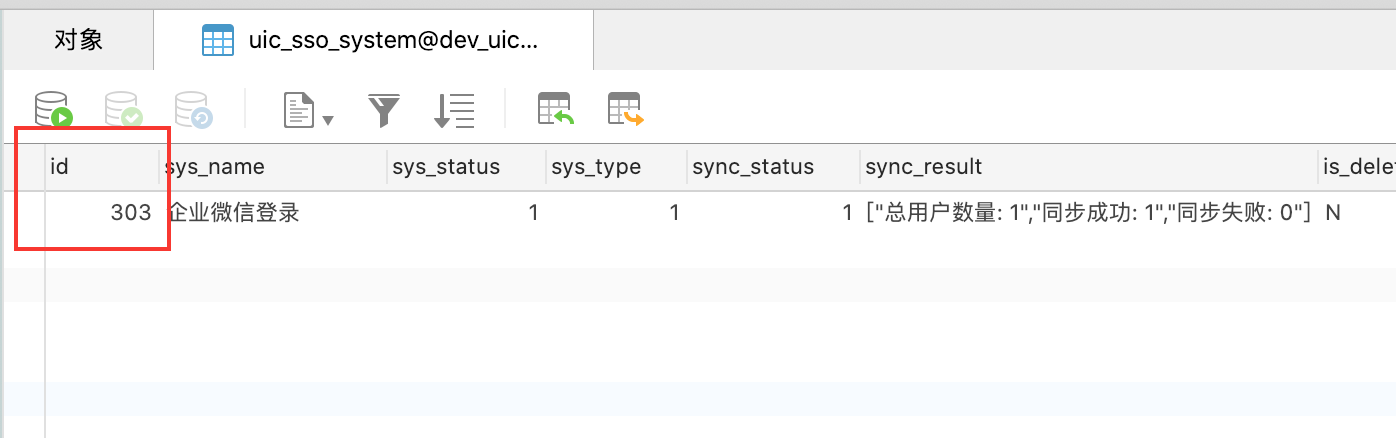 对象 uic_sso_system@dev_uic...
id sys_name sys_status sys_type sync_status sync_result is_dele
303 企业微信登录 1 1 1 ["总用户数量: 1","同步成功: 1","同步失败: 0"] N